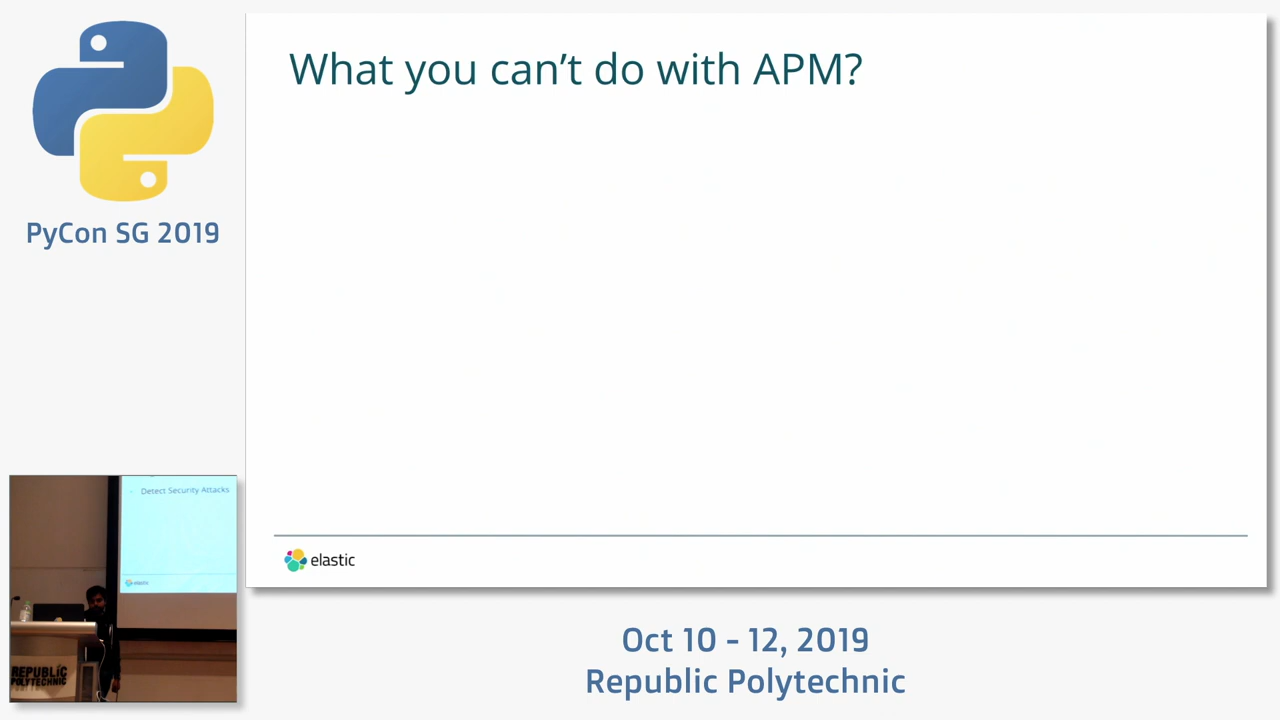 PyCon SG 2019
What you can't do with APM?
elastic
- Detect Security Attacks
elastic
REPUBLIC
POLYTECHNIC
Oct 10 - 12, 2019
Republic Polytechnic